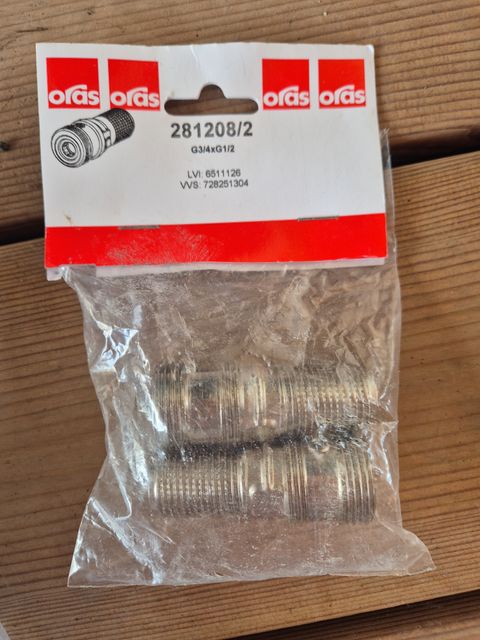 oras oras oras oras
281208/2
G3/4xG1/2
LVI: 6511126
VVS: 728251304